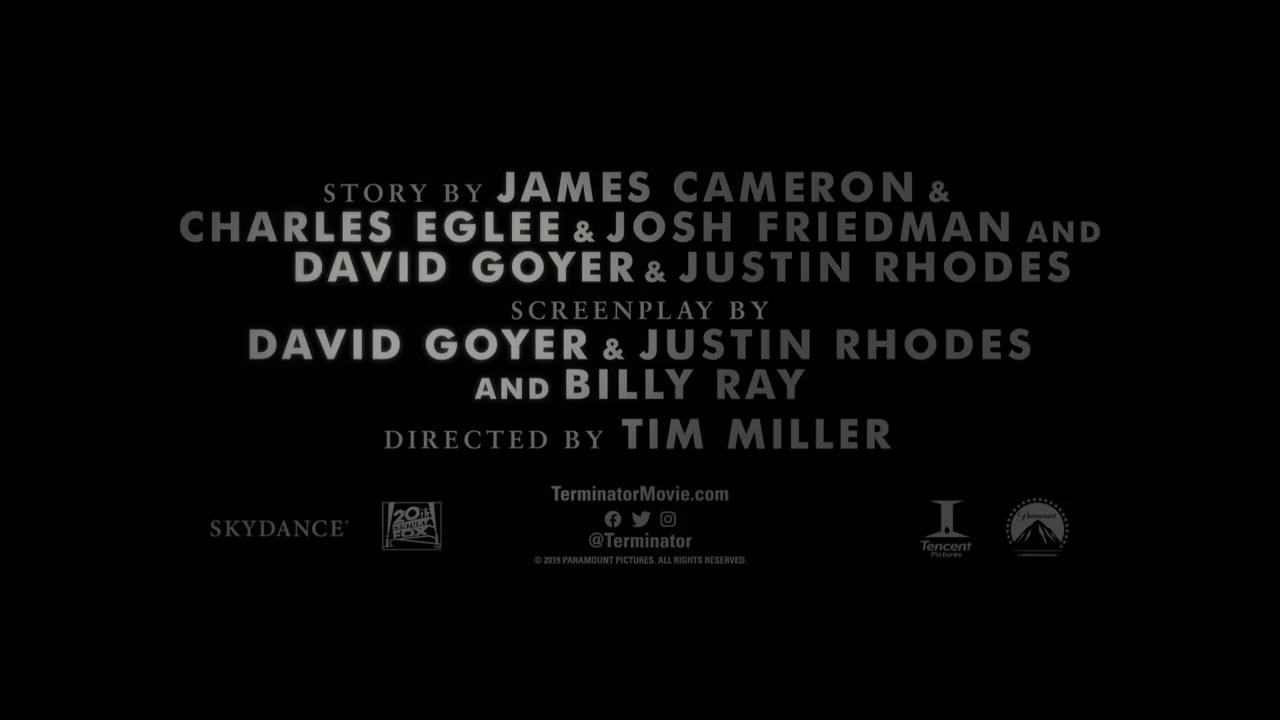 STORY BY JAMES CAMERON &
CHARLES EGLEE & JOSH FRIEDMAN AND
DAVID GOYER & JUSTIN RHODES
SCREENPLAY BY
DAVID GOYER & JUSTIN RHODES
AND BILLY RAY
DIRECTED BY TIM MILLER
TerminatorMovie.com
@Terminator
© 2019 PARAMOUNT PICTURES. ALL RIGHTS RESERVED.
SKYDANCE
20th
CENTURY
FOX
Tencent
Pictures
Paramount